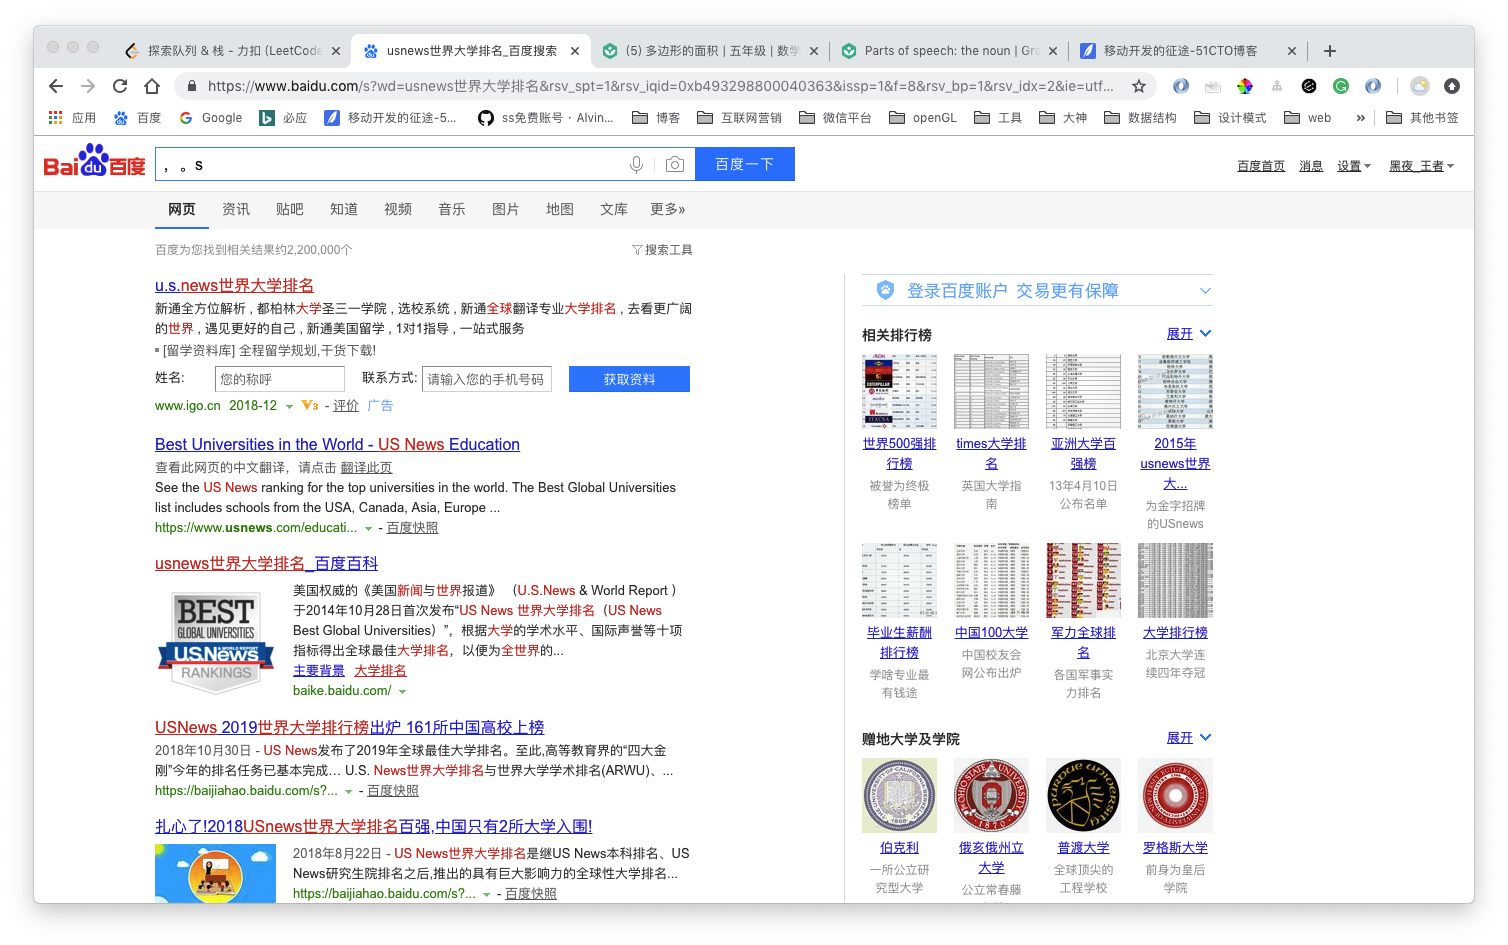 探索队列 & 栈 - 力扣 (LeetCode
usnews世界大学排名_百度搜索
(5) 多边形的面积 | 五年级 | 数学
Parts of speech: the noun | Gra
移动开发的征途-51CTO博客
https://www.baidu.com/s?wd=usnews世界大学排名&rsv_spt=1&rsv_iqid=0xb493298800040363&issp=1&f=8&rsv_bp=1&rsv_idx=2&ie=utf...
应用 百度 Google 必应 移动开发的征途-5... ss免费账号 · Alvin... 博客 互联网营销 微信平台 openGL 工具 大神 数据结构 设计模式 web » 其他书签
Bai du 百度
， 。s
百度一下
百度首页 消息 设置 黑夜_王者
网页 资讯 贴吧 知道 视频 音乐 图片 地图 文库 更多»
百度为您找到相关结果约2,200,000个
搜索工具
u.s.news世界大学排名
新通全方位解析 , 都柏林大学圣三一学院 , 选校系统 , 新通全球翻译专业大学排名 , 去看更广阔
的世界 , 遇见更好的自己 , 新通美国留学 , 1对1指导 , 一站式服务
[留学资料库] 全程留学规划,干货下载!
姓名: 您的称呼 联系方式: 请输入您的手机号码 获取资料
www.igo.cn 2018-12 V3 - 评价 广告
Best Universities in the World - US News Education
查看此网页的中文翻译，请点击 翻译此页
See the US News ranking for the top universities in the world. The Best Global Universities
list includes schools from the USA, Canada, Asia, Europe ...
https://www.usnews.com/educati... - 百度快照
usnews世界大学排名_百度百科
BEST
GLOBAL UNIVERSITIES
U.S.News
& WORLD REPORT
RANKINGS
美国权威的《美国新闻与世界报道》（U.S.News & World Report ）
于2014年10月28日首次发布“US News 世界大学排名（US News
Best Global Universities）”，根据大学的学术水平、国际声誉等十项
指标得出全球最佳大学排名，以便为全世界的...
主要背景 大学排名
baike.baidu.com/
USNews 2019世界大学排行榜出炉 161所中国高校上榜
2018年10月30日 - US News发布了2019年全球最佳大学排名。至此,高等教育界的“四大金
刚”今年的排名任务已基本完成... U.S. News世界大学排名与世界大学学术排名(ARWU)、...
https://baijiahao.baidu.com/s?... - 百度快照
扎心了!2018USnews世界大学排名百强,中国只有2所大学入围!
2018年8月22日 - US News世界大学排名是继US News本科排名、US
News研究生院排名之后,推出的具有巨大影响力的全球性大学排名...
https://baijiahao.baidu.com/s?... - 百度快照
登录百度账户 交易更有保障
相关排行榜 展开
世界500强排行榜
被誉为终极榜单
times大学排名
英国大学指南
亚洲大学百强榜
13年4月10日公布名单
2015年usnews世界大...
为金字招牌的USnews
毕业生薪酬排行榜
学啥专业最有钱途
中国100大学
中国校友会网公布出炉
军力全球排名
各国军事实力排名
大学排行榜
北京大学连续四年夺冠
赠地大学及学院 展开
伯克利
一所公立研究型大学
俄亥俄州立大学
公立常春藤
普渡大学
全球顶尖的工程学校
罗格斯大学
前身为皇后学院